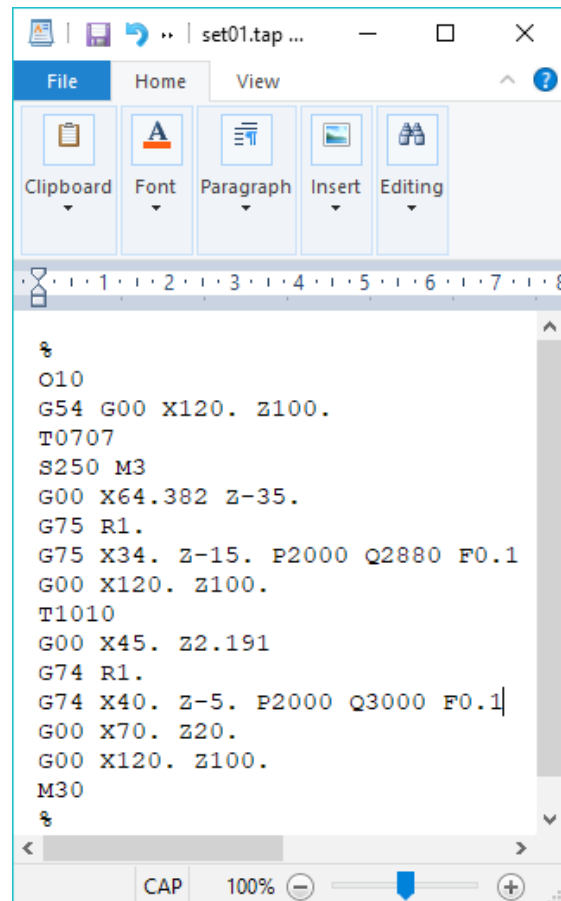 set01.tap ...
File Home View
Clipboard Font Paragraph Insert Editing
1 2 3 4 5 6 7 8
%
O10
G54 G00 X120. Z100.
T0707
S250 M3
G00 X64.382 Z-35.
G75 R1.
G75 X34. Z-15. P2000 Q2880 F0.1
G00 X120. Z100.
T1010
G00 X45. Z2.191
G74 R1.
G74 X40. Z-5. P2000 Q3000 F0.1
G00 X70. Z20.
G00 X120. Z100.
M30
%
CAP 100%